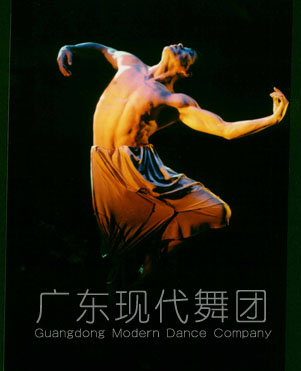 广东现代舞团
Guangdong Modern Dance Company